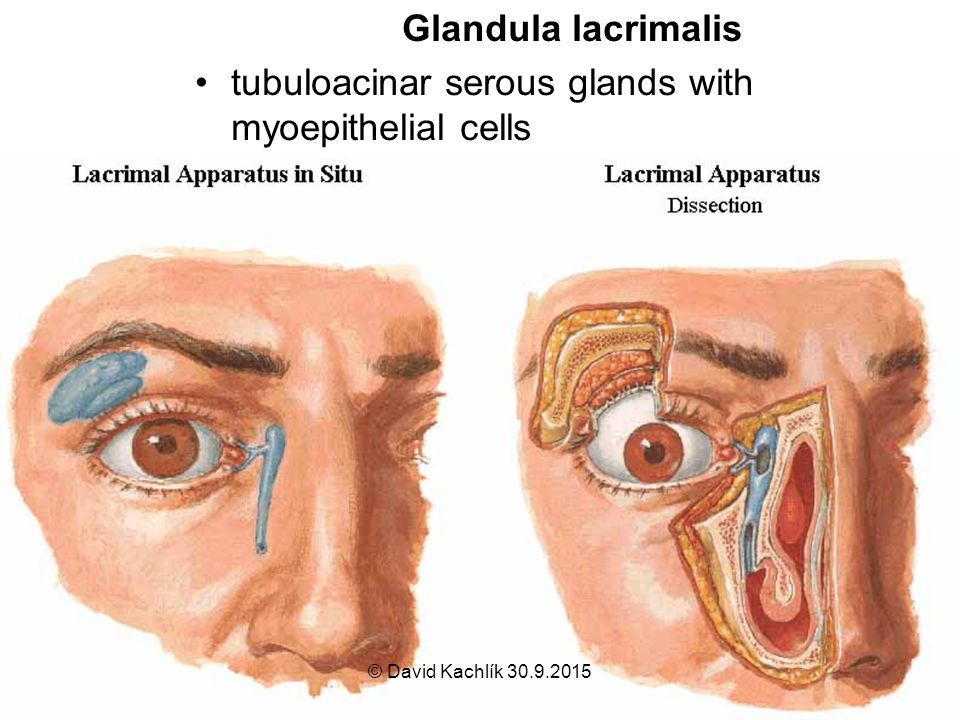 Glandula lacrimalis
• tubuloacinar serous glands with
myoepithelial cells
Lacrimal Apparatus in Situ
Lacrimal Apparatus
Dissection
© David Kachlík 30.9.2015